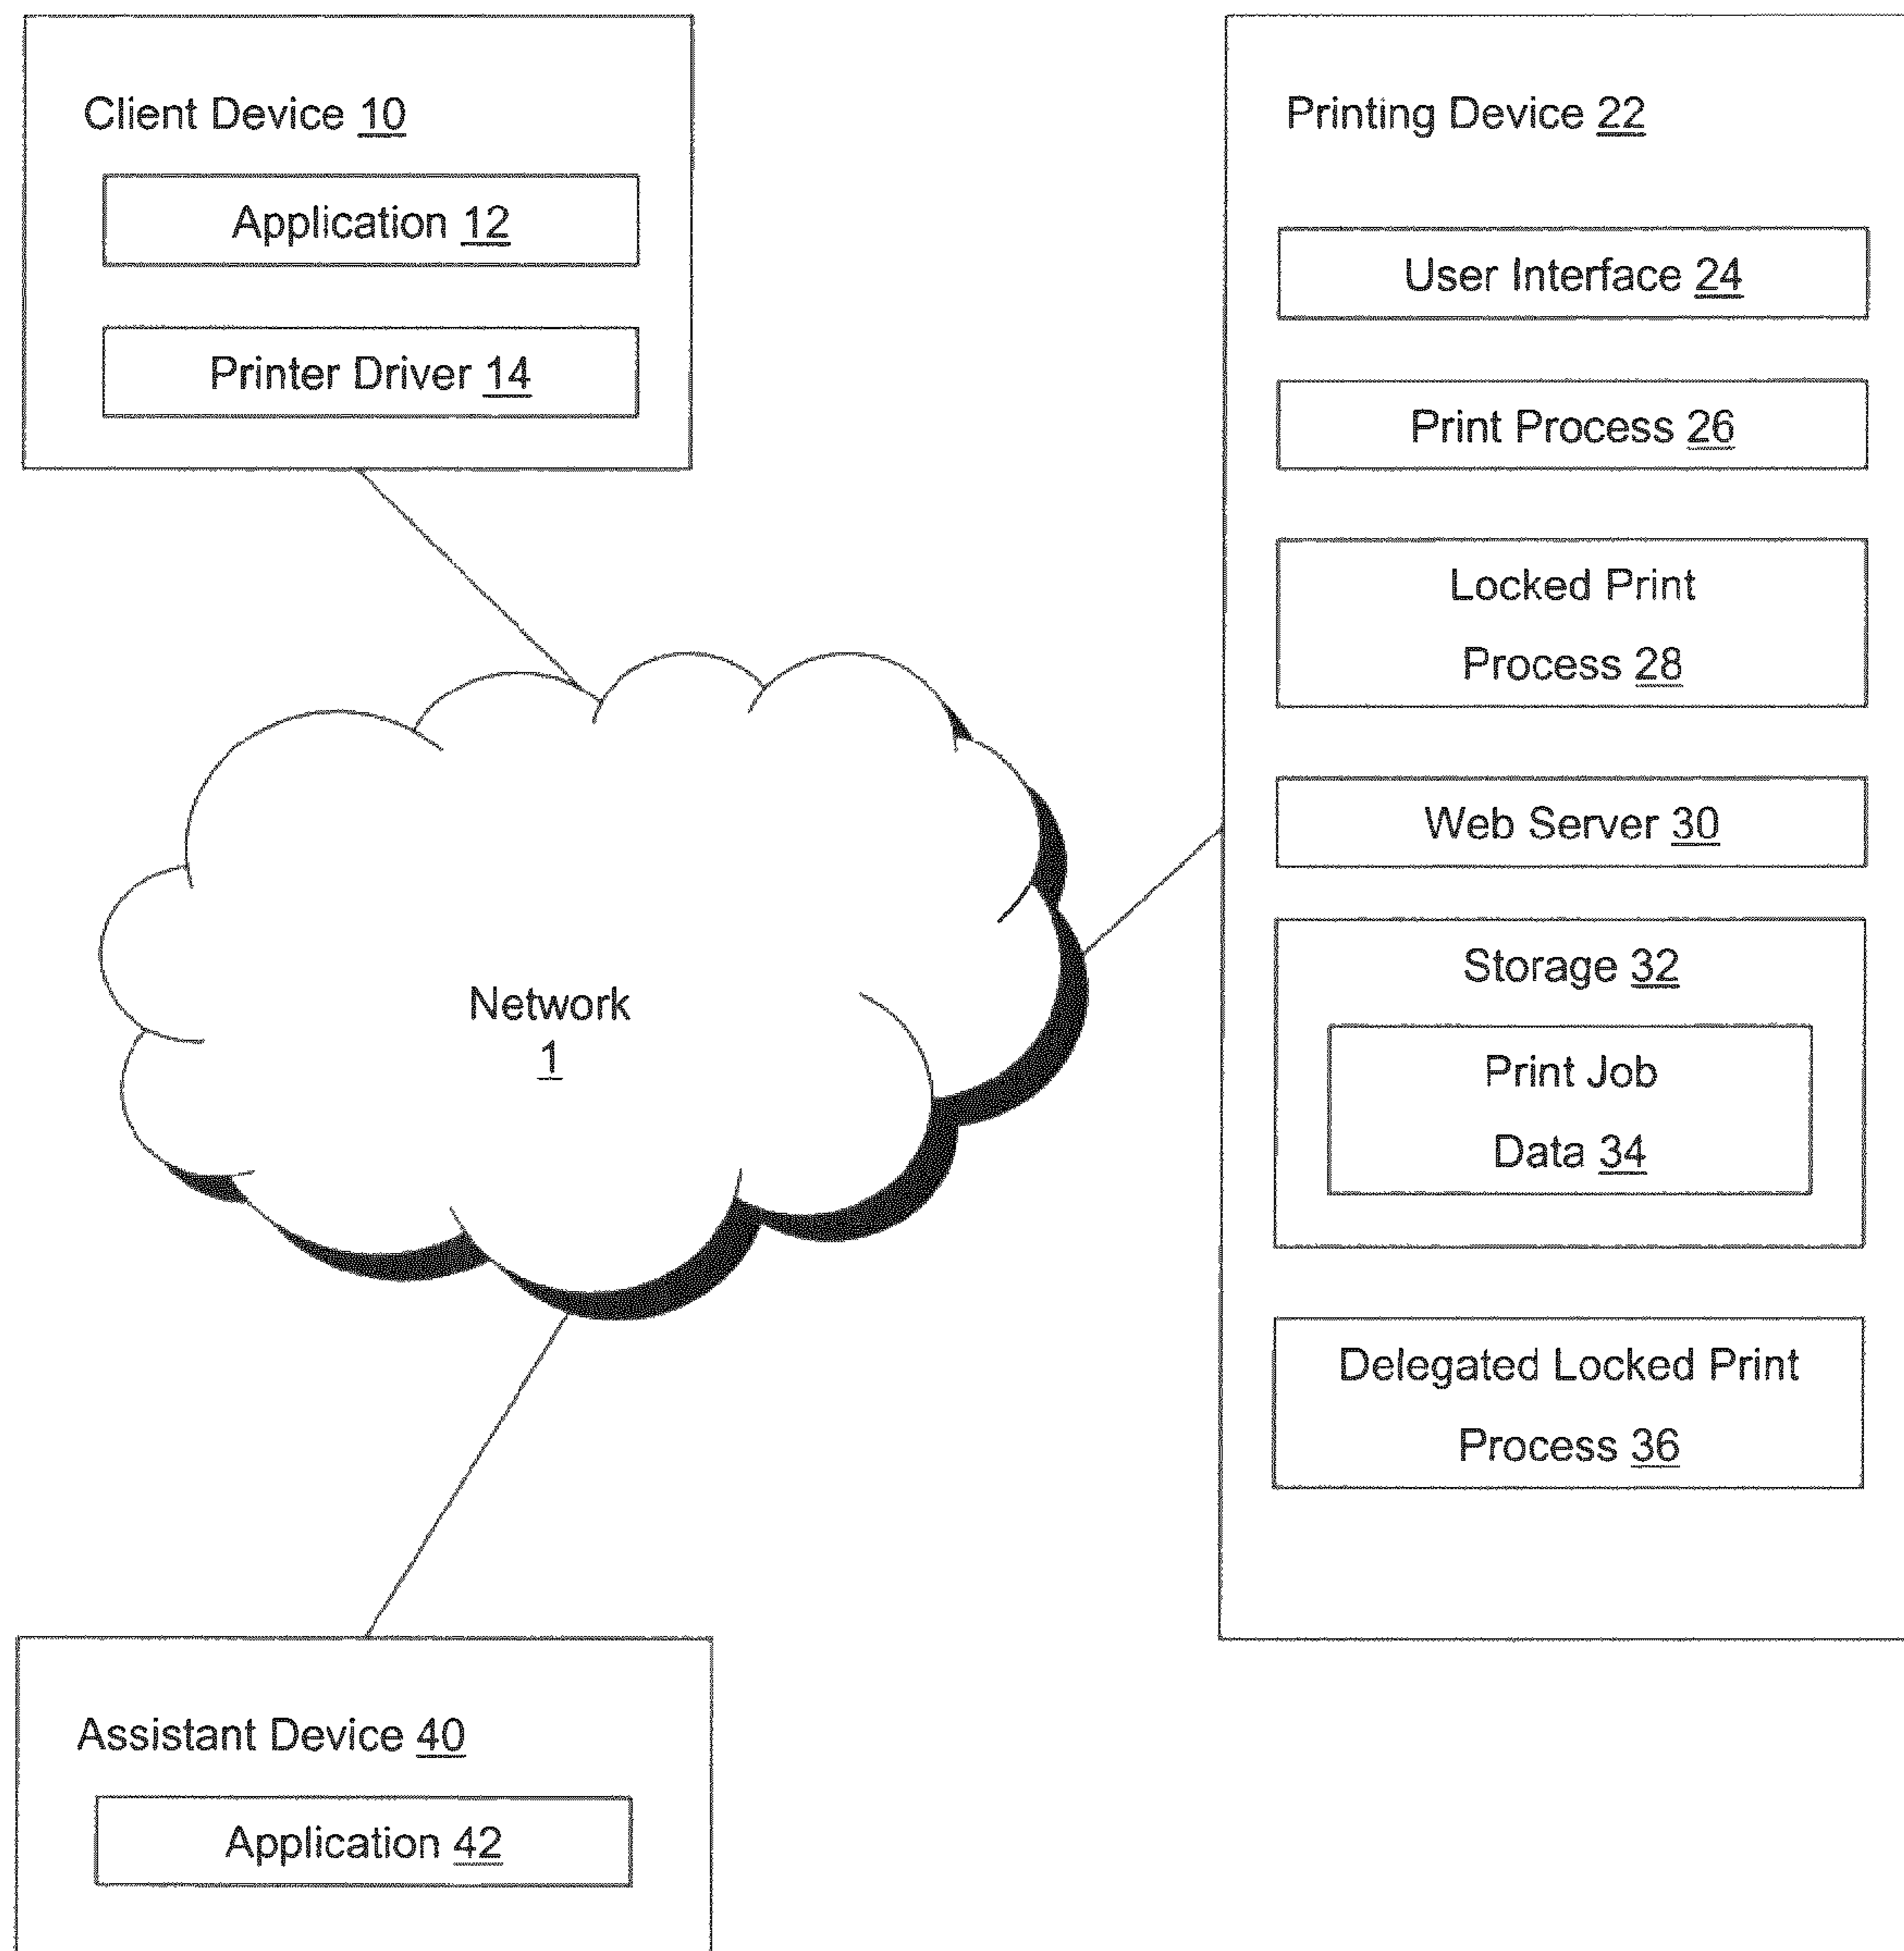 Client Device 10
Application 12
Printer Driver 14
Printing Device 22
User Interface 24
Print Process 26
Locked Print
Process 28
Web Server 30
Storage 32
Print Job
Data 34
Delegated Locked Print
Process 36
Network
1
Assistant Device 40
Application 42